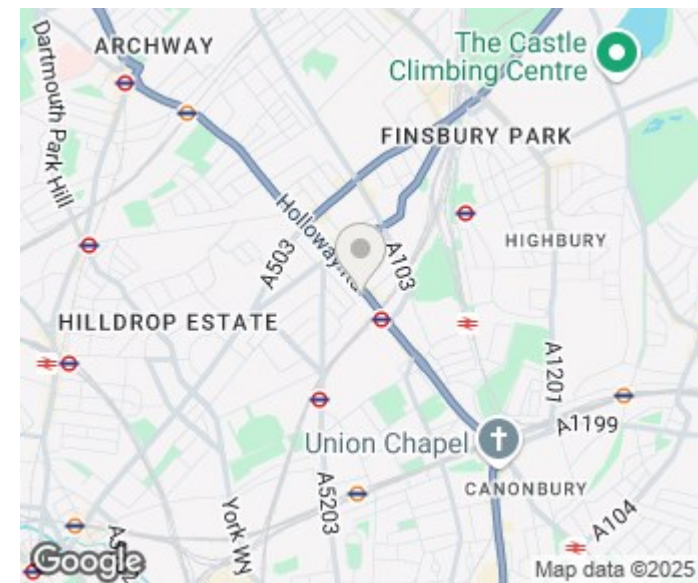 ARCHWAY
The Castle
Climbing Centre
Dartmouth Park Hill
FINSBURY PARK
Holloway Rd
A503
A103
HIGHBURY
HILLDROP ESTATE
A1201
A1199
Union Chapel
A5203
York Wy
CANONBURY
A104
Google
Map data ©2025